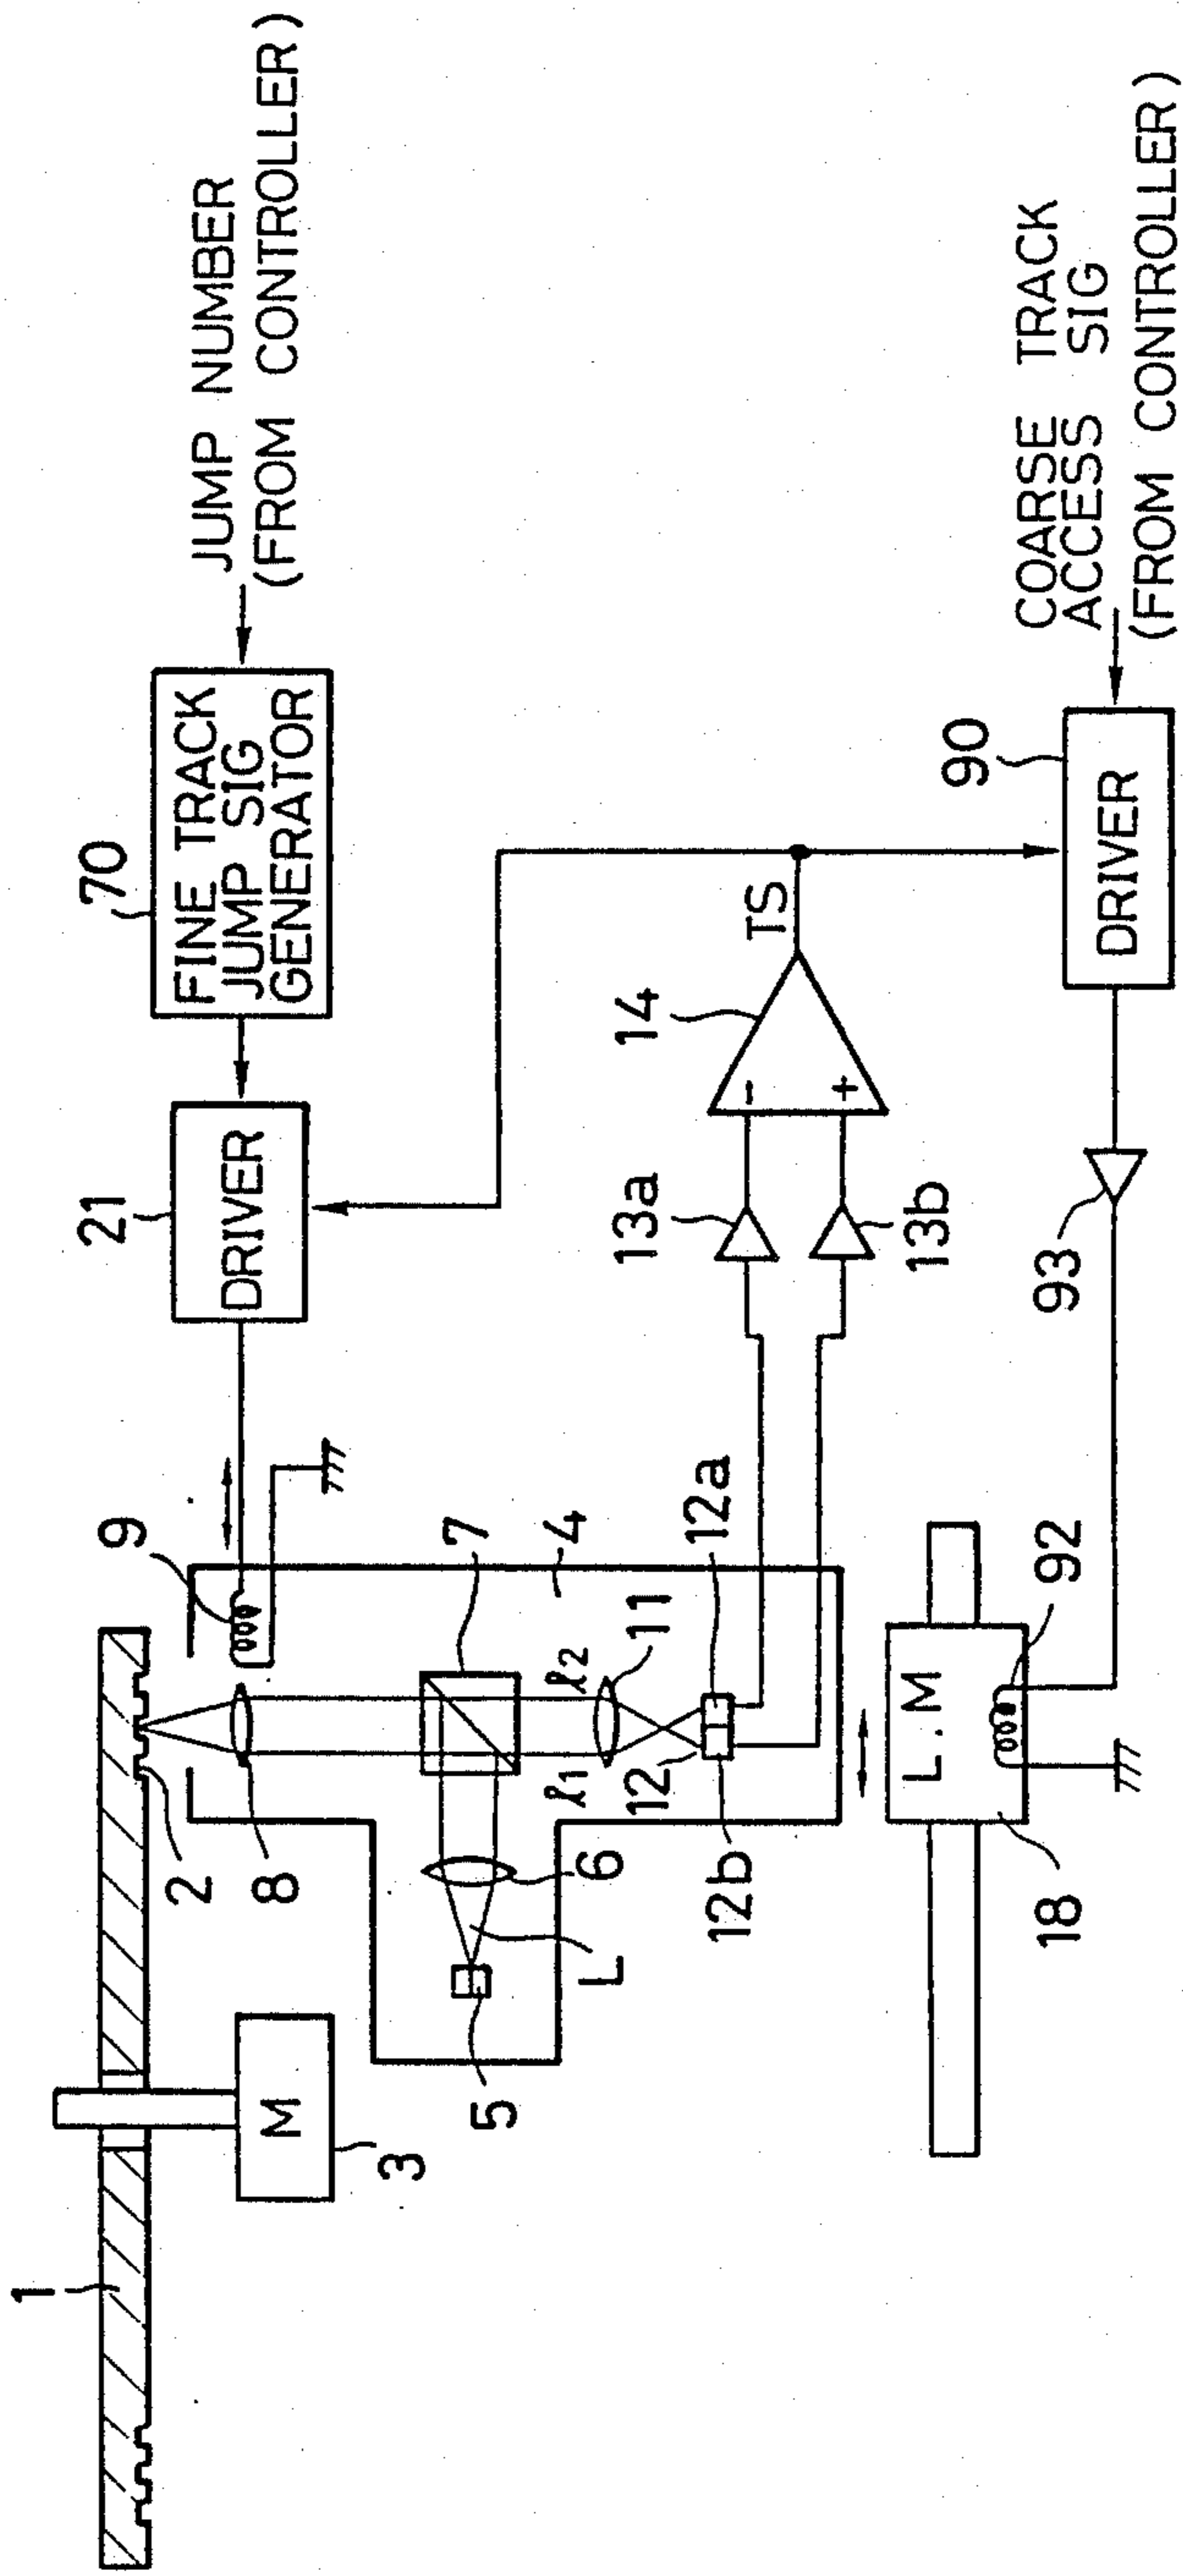 JUMP NUMBER
(FROM CONTROLLER)
70
FINE TRACK
JUMP SIG
GENERATOR
21
DRIVER
9
1
2
8
3
M
7
4
ℓ1
ℓ2
11
6
L
5
12
12a
12b
13a
13b
14
-
+
TS
90
DRIVER
COARSE TRACK
ACCESS SIG
(FROM CONTROLLER)
93
92
L.M
18